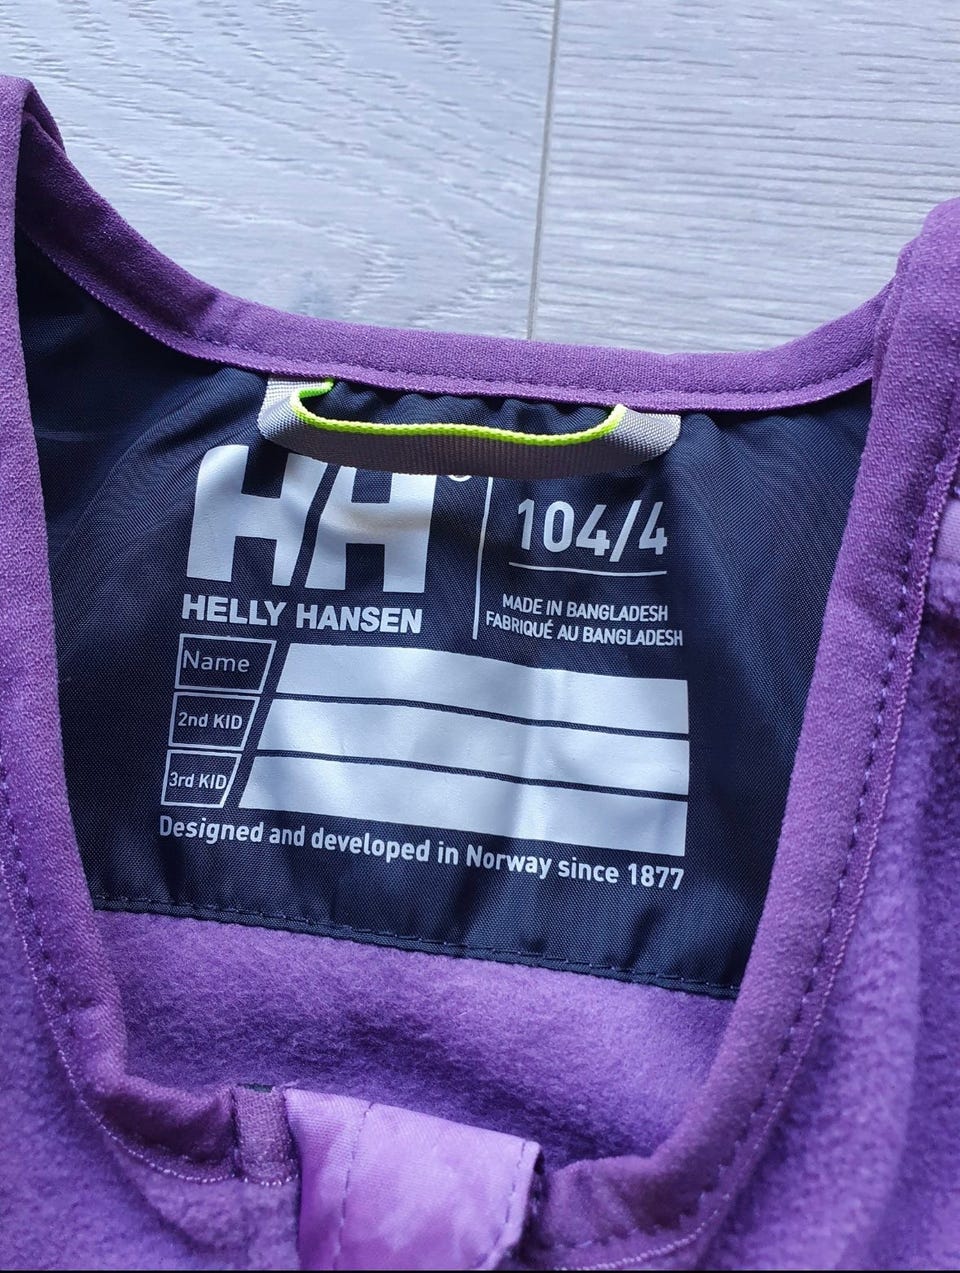 HH
HELLY HANSEN
104/4
MADE IN BANGLADESH
FABRIQUÉ AU BANGLADESH
Name
2nd KID
3rd KID
Designed and developed in Norway since 1877